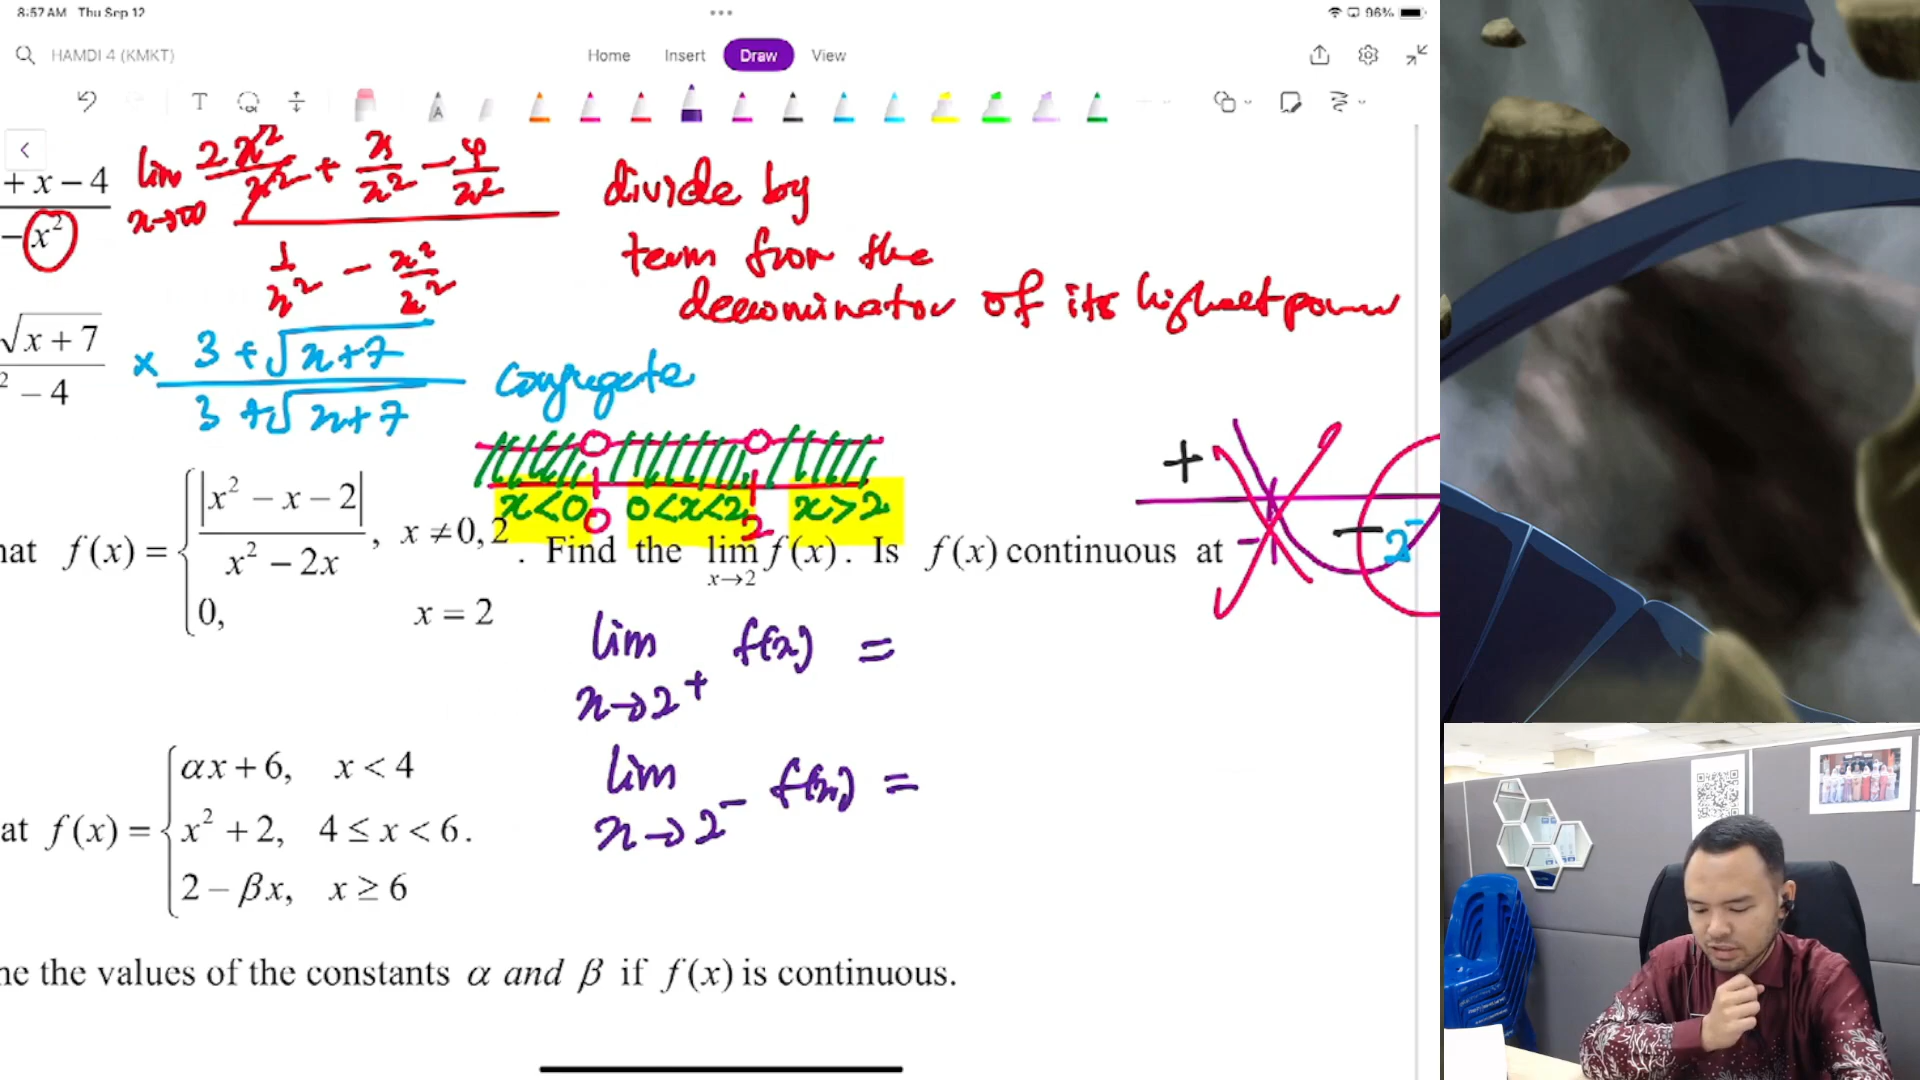 8:57 AM Thu Sep 12
96%
HAMDI 4 (KMKT)
Home Insert Draw View
+ x − 4
− x²
lim x→∞ 2x²/x² + x/x² − 4/x²
1/x² − x²/x²
divide by
term from the
denominator of its highest power
√x + 7
² − 4
× 3 + √x+7
3 + √x+7
conjugate
x<0 0<x<2 x>2
0 2
+ − − 2⁻
hat f(x) = |x² − x − 2| / x² − 2x, x ≠ 0, 2
. Find the lim x→2 f(x). Is f(x) continuous at
0, x = 2
lim x→2⁺ f(x) =
lim x→2⁻ f(x) =
at f(x) = αx + 6, x < 4
x² + 2, 4 ≤ x < 6.
2 − βx, x ≥ 6
ne the values of the constants α and β if f(x) is continuous.